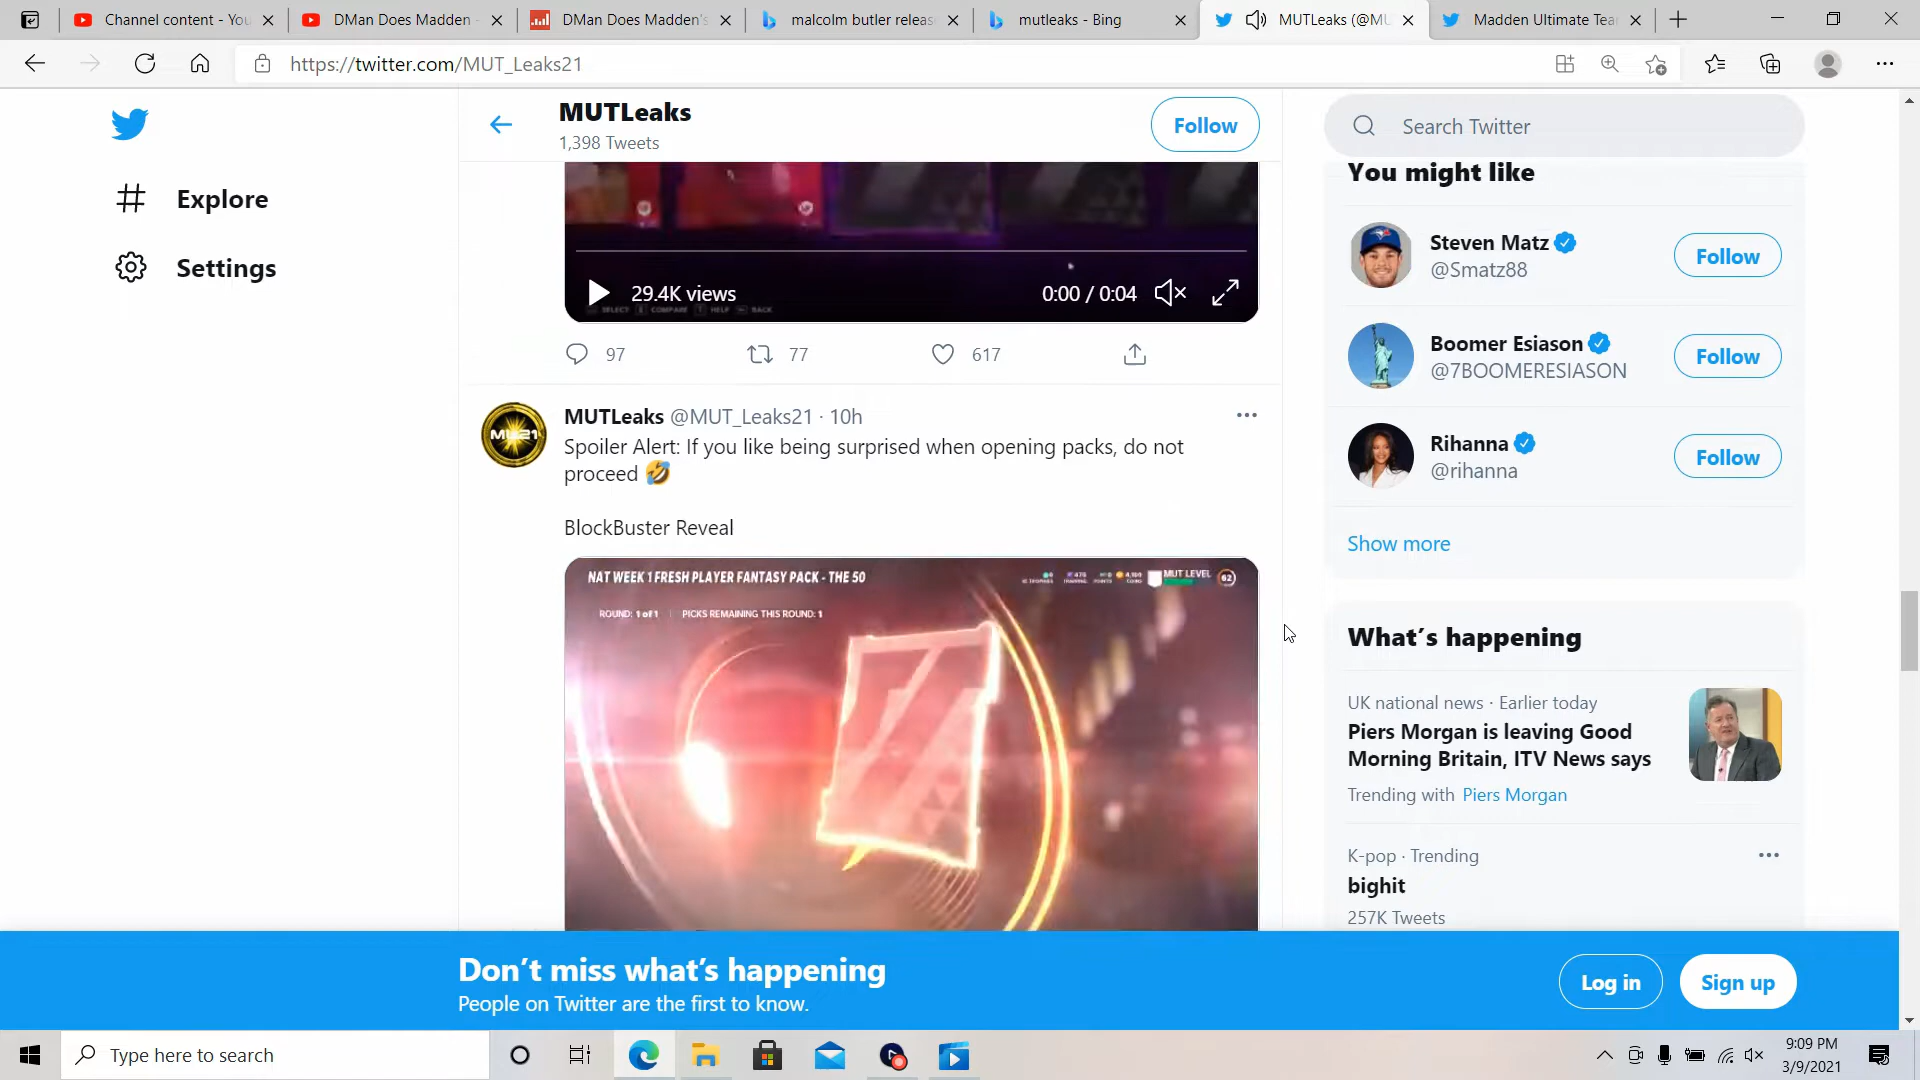 Channel content - You
DMan Does Madden -
DMan Does Madden's
malcolm butler releas
mutleaks - Bing
MUTLeaks (@MU
Madden Ultimate Tea
https://twitter.com/MUT_Leaks21
MUTLeaks
1,398 Tweets
Follow
Search Twitter
Explore
Settings
29.4K views
0:00 / 0:04
SELECT COMPARE HELP BACK
97
77
617
MUTLeaks @MUT_Leaks21 · 10h
Spoiler Alert: If you like being surprised when opening packs, do not
proceed 🤣
BlockBuster Reveal
NAT WEEK 1 FRESH PLAYER FANTASY PACK - THE 50
MUT LEVEL
62
ROUND: 1 of 1 | PICKS REMAINING THIS ROUND: 1
MU21
You might like
Steven Matz
@Smatz88
Follow
Boomer Esiason
@7BOOMERESIASON
Follow
Rihanna
@rihanna
Follow
Show more
What's happening
UK national news · Earlier today
Piers Morgan is leaving Good
Morning Britain, ITV News says
Trending with Piers Morgan
K-pop · Trending
bighit
257K Tweets
Don't miss what's happening
People on Twitter are the first to know.
Log in
Sign up
Type here to search
9:09 PM
3/9/2021